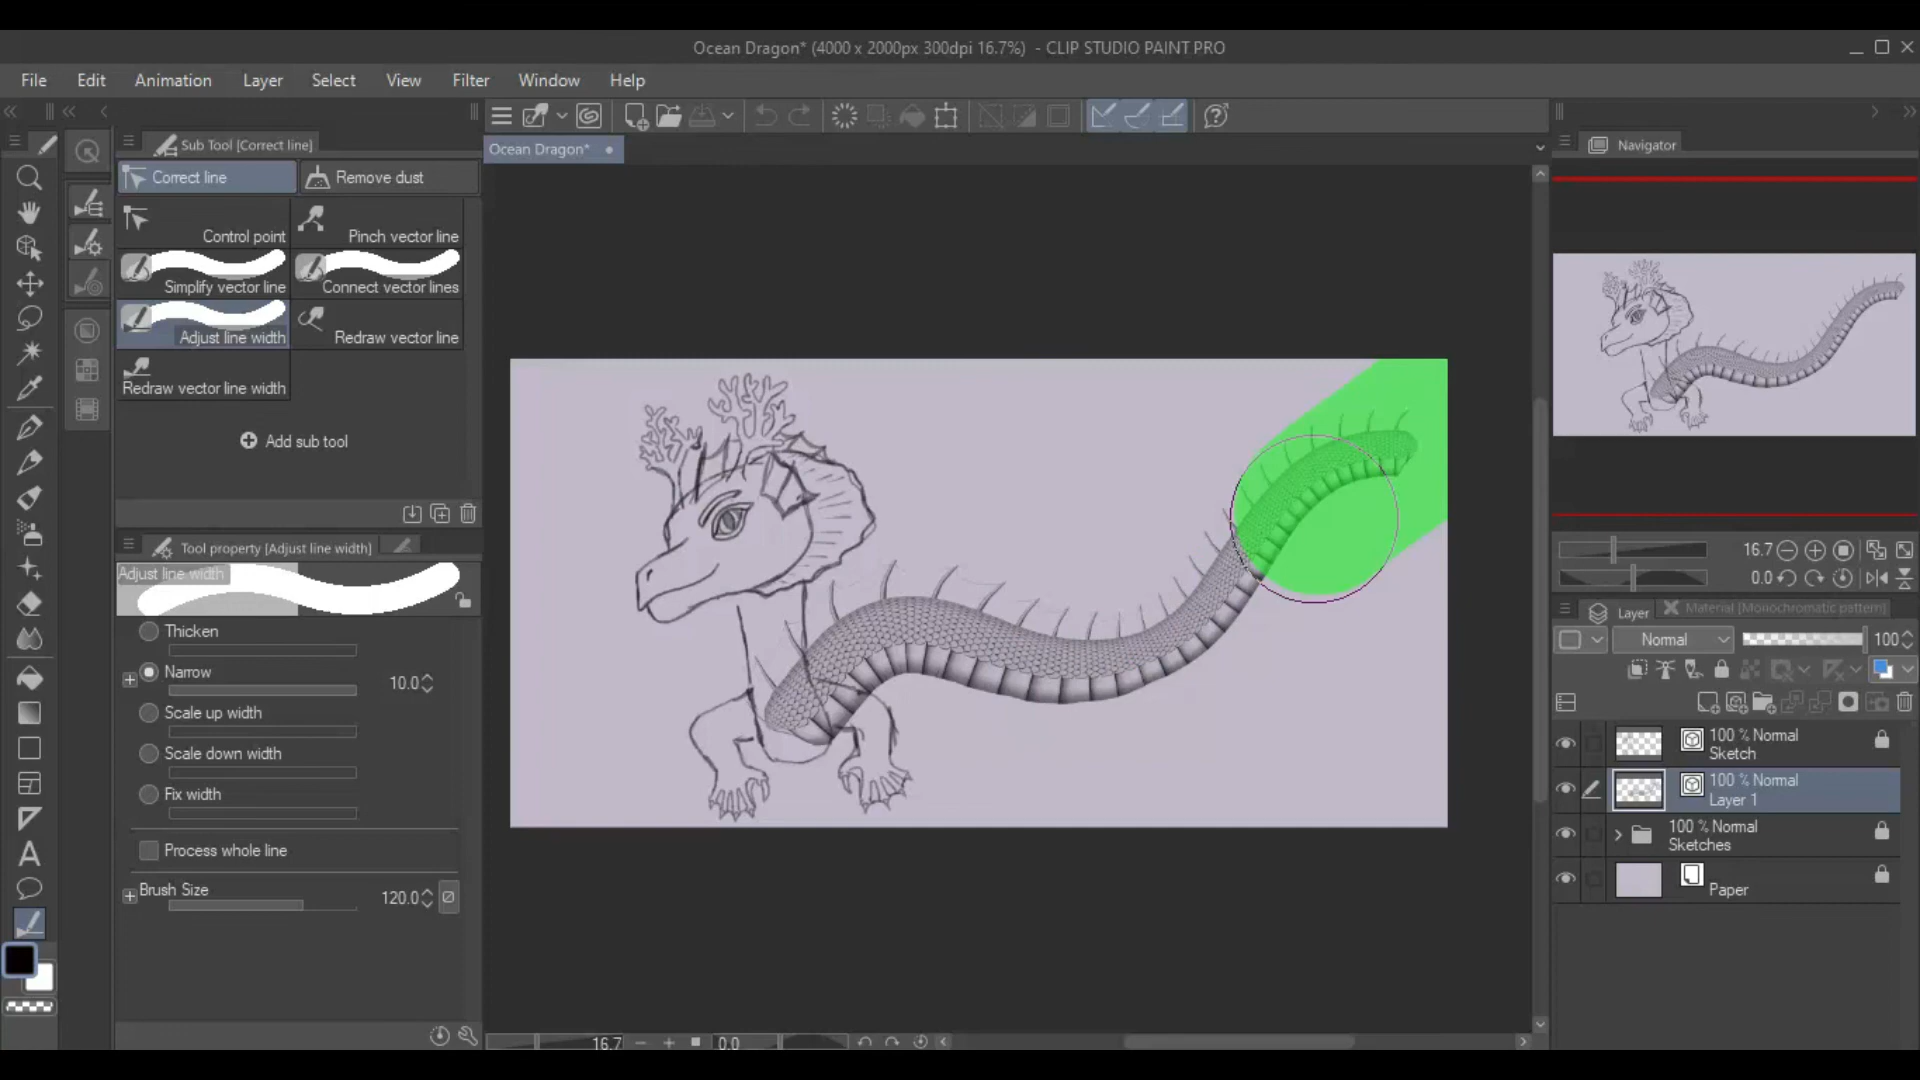 Ocean Dragon* (4000 x 2000px 300dpi 16.7%) - CLIP STUDIO PAINT PRO
File Edit Animation Layer Select View Filter Window Help
Sub Tool [Correct line]
Ocean Dragon*
Navigator
Correct line Remove dust
Control point Pinch vector line
Simplify vector line Connect vector lines
Adjust line width Redraw vector line
Redraw vector line width
Add sub tool
Tool property [Adjust line width]
Adjust line width
Thicken
Narrow
10.0
Scale up width
Scale down width
Fix width
Process whole line
Brush Size
120.0
16.7 0.0
16.7
0.0
Layer Material [Monochromatic pattern]
Normal 100
100 % Normal
Sketch
100 % Normal
Layer 1
100 % Normal
Sketches
Paper